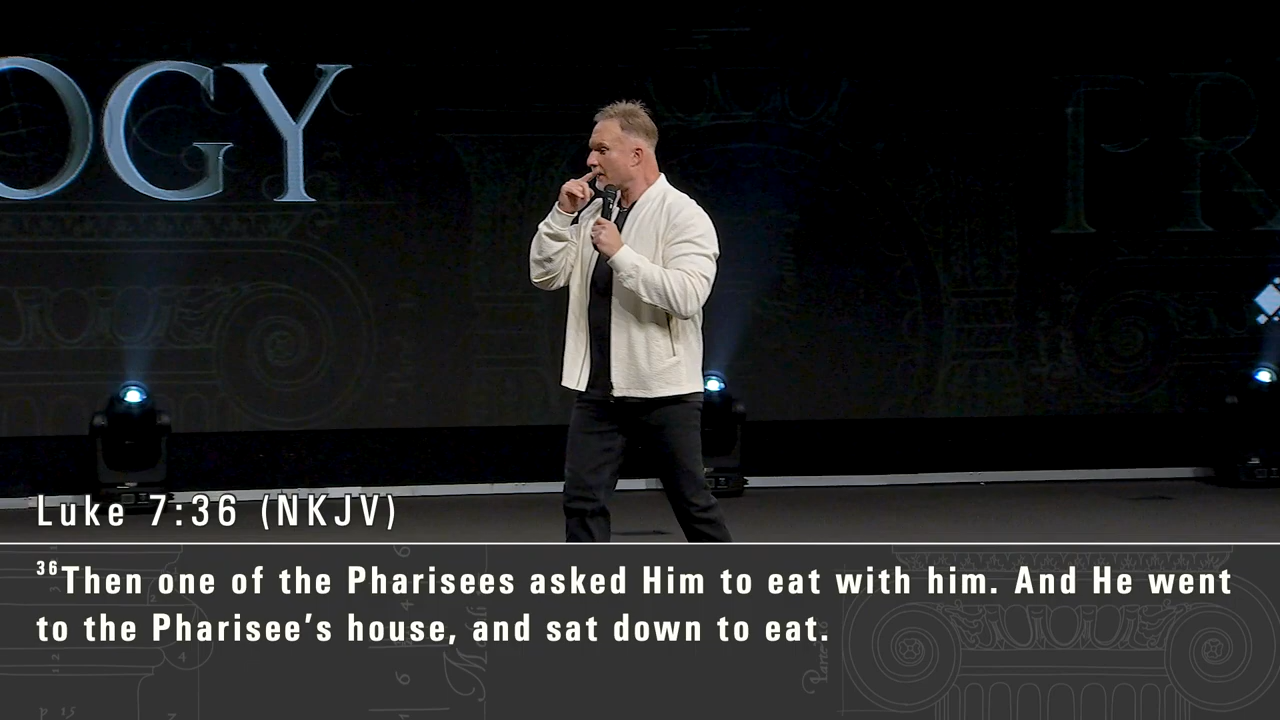 OGY
FR
Luke 7:36 (NKJV)
36Then one of the Pharisees asked Him to eat with him. And He went
to the Pharisee’s house, and sat down to eat.